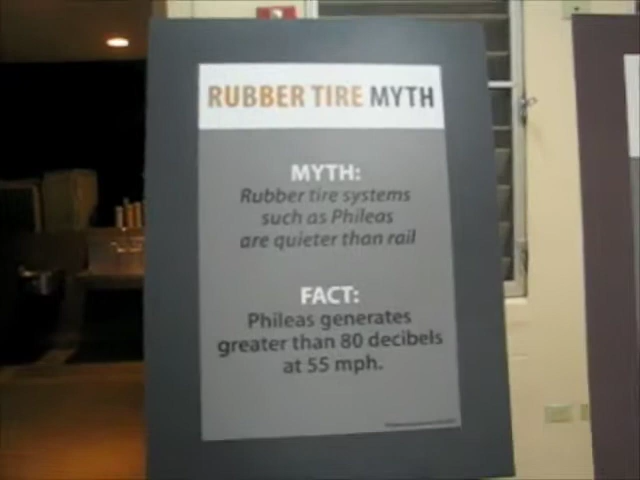 RUBBER TIRE MYTH
MYTH:
Rubber tire systems
such as Phileas
are quieter than rail
FACT:
Phileas generates
greater than 80 decibels
at 55 mph.